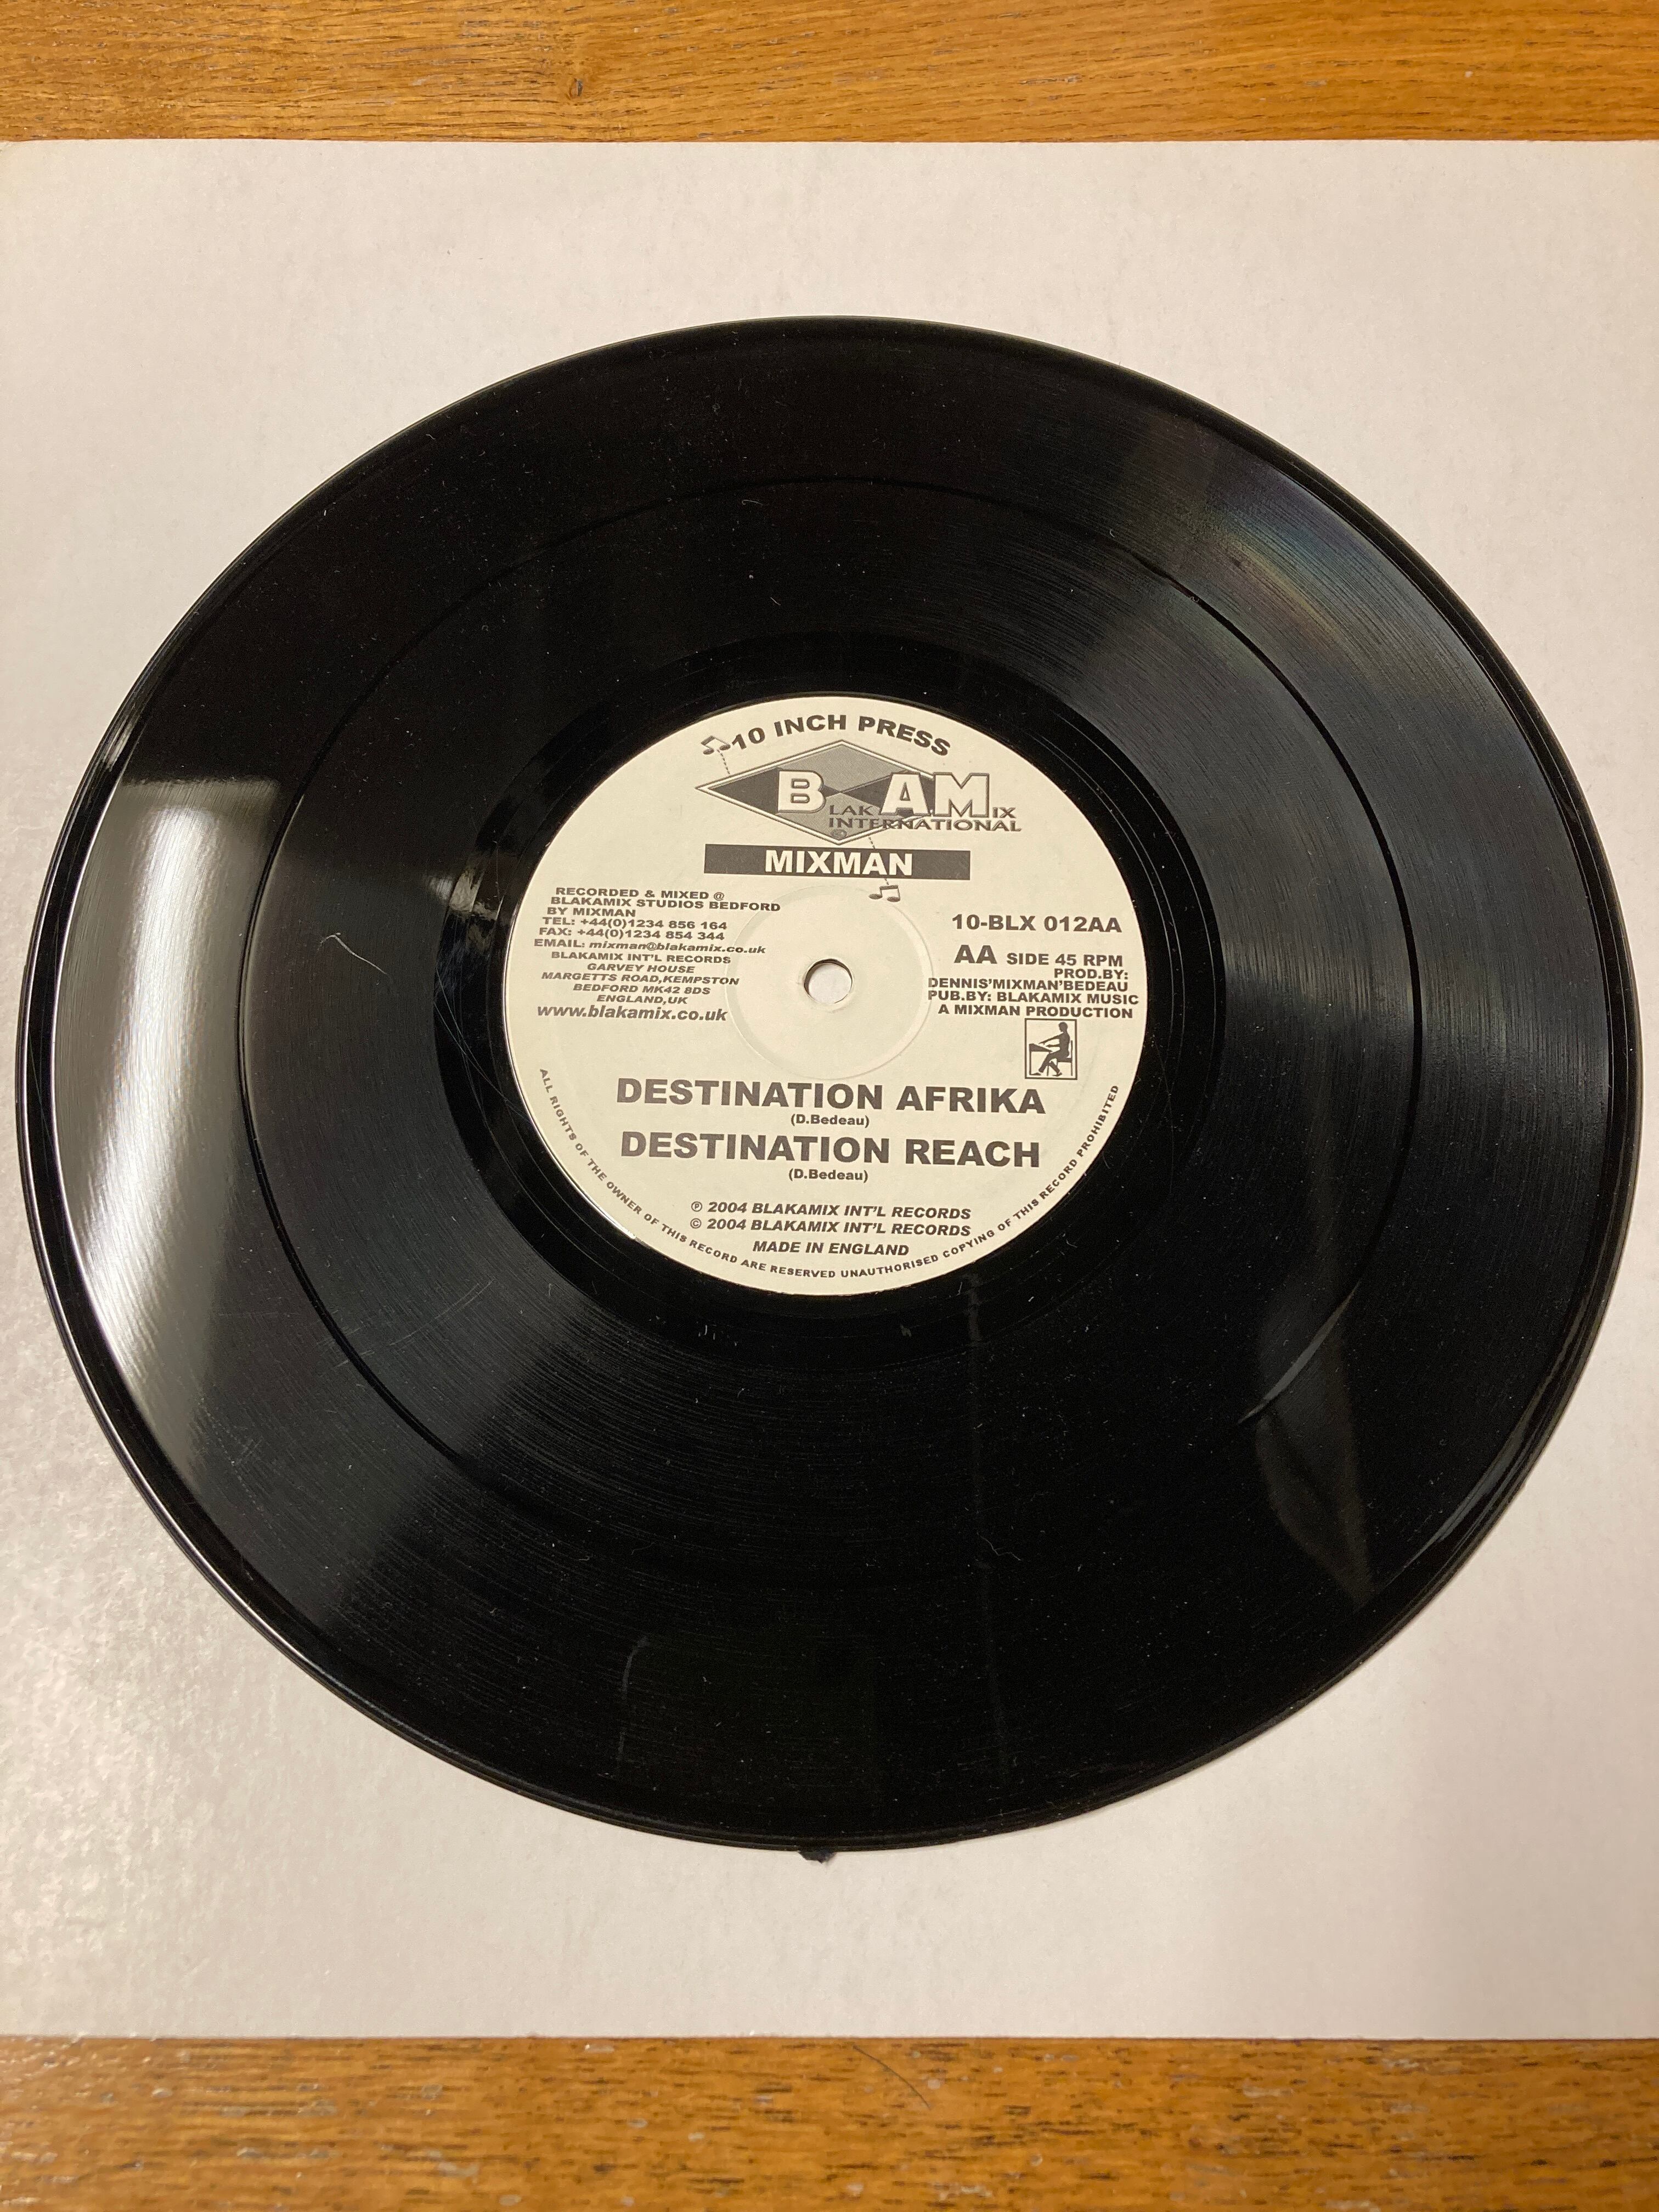 10 INCH PRESS
BLAK AMIX
INTERNATIONAL
©
MIXMAN
RECORDED & MIXED @
BLAKAMIX STUDIOS BEDFORD
BY MIXMAN
TEL: +44(0)1234 856 164
FAX: +44(0)1234 854 344
EMAIL: mixman@blakamix.co.uk
BLAKAMIX INT'L RECORDS
GARVEY HOUSE
MARGETTS ROAD,KEMPSTON
BEDFORD MK42 8DS
ENGLAND,UK
www.blakamix.co.uk
10-BLX 012AA
AA SIDE 45 RPM
PROD.BY:
DENNIS'MIXMAN'BEDEAU
PUB.BY: BLAKAMIX MUSIC
A MIXMAN PRODUCTION
DESTINATION AFRIKA
(D.Bedeau)
DESTINATION REACH
(D.Bedeau)
℗ 2004 BLAKAMIX INT'L RECORDS
© 2004 BLAKAMIX INT'L RECORDS
MADE IN ENGLAND
ALL RIGHTS OF THE OWNER OF THIS RECORD ARE RESERVED UNAUTHORISED COPYING OF THIS RECORD PROHIBITED